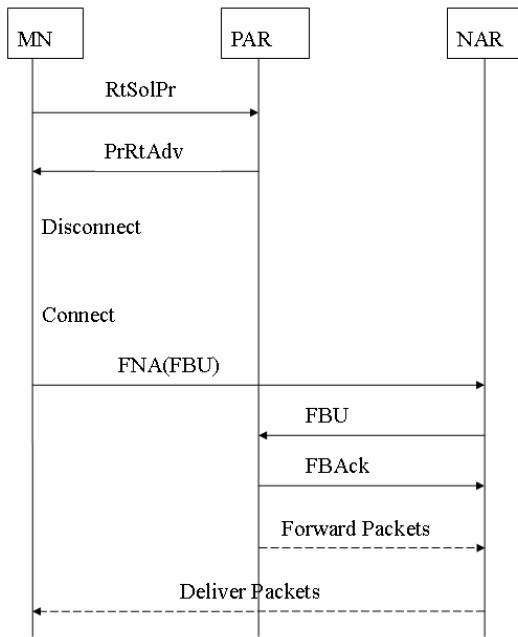 MN PAR NAR
RtSolPr
PrRtAdv
Disconnect
Connect
FNA(FBU)
FBU
FBAck
Forward Packets
Deliver Packets